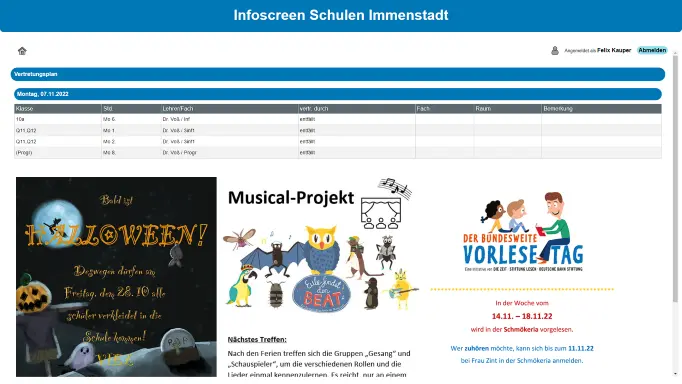 Infoscreen Schulen Immenstadt
Angemeldet als Felix Kauper Abmelden
Vertretungsplan
Montag, 07.11.2022
Klasse Std Lehrer/Fach vertr. durch Fach Raum Bemerkung
10a Mo 6. Dr. Voß / Inf entfällt
Q11,Q12 Mo 1. Dr. Voß / Sinf1 entfällt
Q11,Q12 Mo 2. Dr. Voß / Sinf1 entfällt
(Progr) Mo 8. Dr. Voß / Progr entfällt
Bald ist
HALLOWEEN!
Deswegen dürfen am
Freitag, dem 28.10 alle
schüler verkleidet in die
Schule kommen!
Musical-Projekt
Eule findet
den
BEAT
Nächstes Treffen:
Nach den Ferien treffen sich die Gruppen „Gesang“ und
„Schauspieler“, um die verschiedenen Rollen und die
Lieder einmal kennenzulernen. Es reicht, nur an einem
DER BUNDESWEITE
VORLESETAG
Eine Initiative von DIE ZEIT · STIFTUNG LESEN · DEUTSCHE BAHN STIFTUNG
In der Woche vom
14.11. – 18.11.22
wird in der Schmökeria vorgelesen.
Wer zuhören möchte, kann sich bis zum 11.11.22
bei Frau Zint in der Schmökeria anmelden.